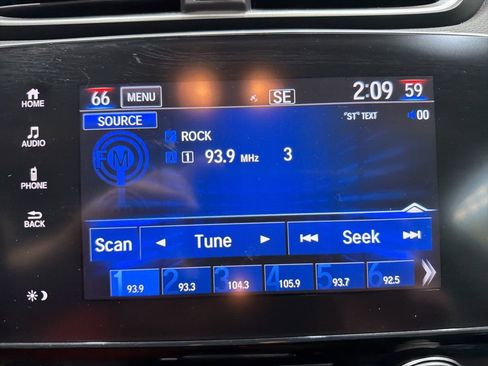 66 MENU SE 2:09 59
SOURCE "ST" TEXT 00
HOME
ROCK
FM
1 93.9 MHz 3
AUDIO
PHONE
BACK
Scan Tune Seek
1 93.9 2 93.3 3 104.3 4 105.9 5 93.7 6 92.5